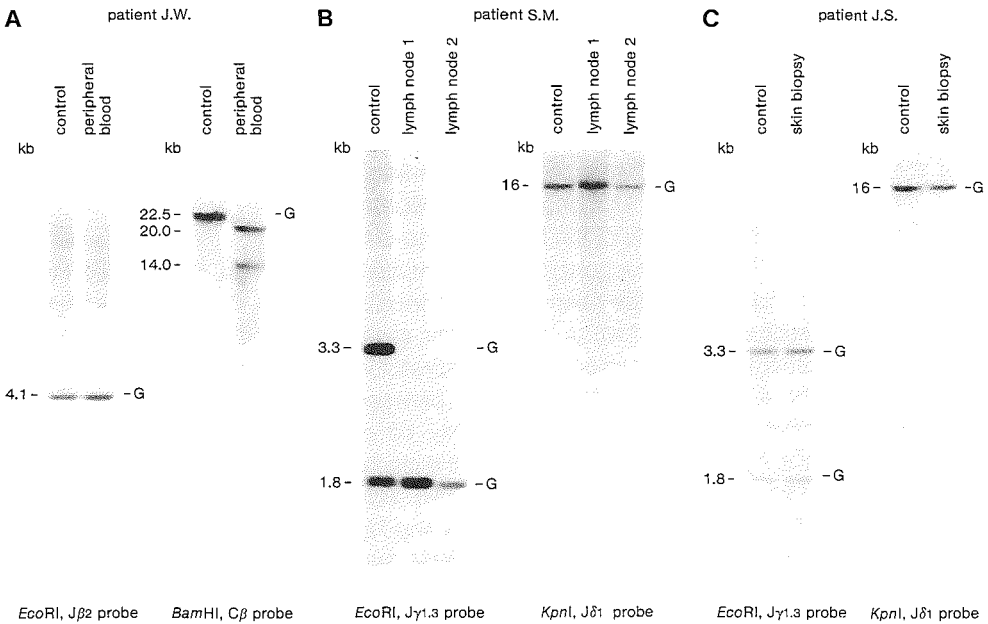 A patient J.W.
control
peripheral blood
kb
4.1 -
- G
EcoRI, Jβ2 probe
control
peripheral blood
kb
22.5 -
- G
20.0 -
14.0 -
BamHI, Cβ probe
B patient S.M.
control
lymph node 1
lymph node 2
kb
3.3 -
- G
1.8 -
- G
EcoRI, Jγ1.3 probe
control
lymph node 1
lymph node 2
kb
16 -
- G
KpnI, Jδ1 probe
C patient J.S.
control
skin biopsy
kb
3.3 -
- G
1.8 -
- G
EcoRI, Jγ1.3 probe
control
skin biopsy
kb
16 -
- G
KpnI, Jδ1 probe